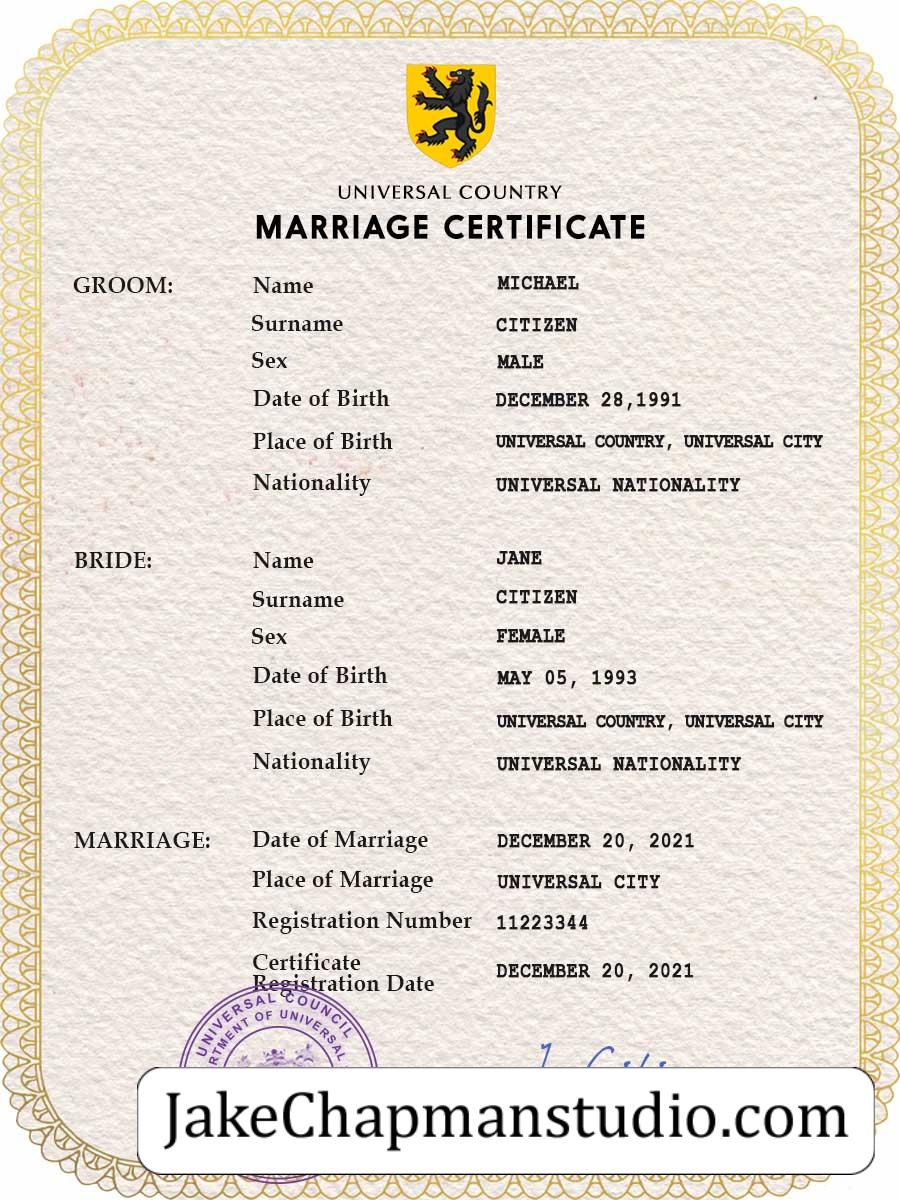 UNIVERSAL COUNTRY
MARRIAGE CERTIFICATE
GROOM: Name MICHAEL
Surname CITIZEN
Sex MALE
Date of Birth DECEMBER 28,1991
Place of Birth UNIVERSAL COUNTRY, UNIVERSAL CITY
Nationality UNIVERSAL NATIONALITY
BRIDE: Name JANE
Surname CITIZEN
Sex FEMALE
Date of Birth MAY 05, 1993
Place of Birth UNIVERSAL COUNTRY, UNIVERSAL CITY
Nationality UNIVERSAL NATIONALITY
MARRIAGE: Date of Marriage DECEMBER 20, 2021
Place of Marriage UNIVERSAL CITY
Registration Number 11223344
Certificate
Registration Date DECEMBER 20, 2021
UNIVERSAL COUNCIL
OF UNIVERSAL
JakeChapmanstudio.com